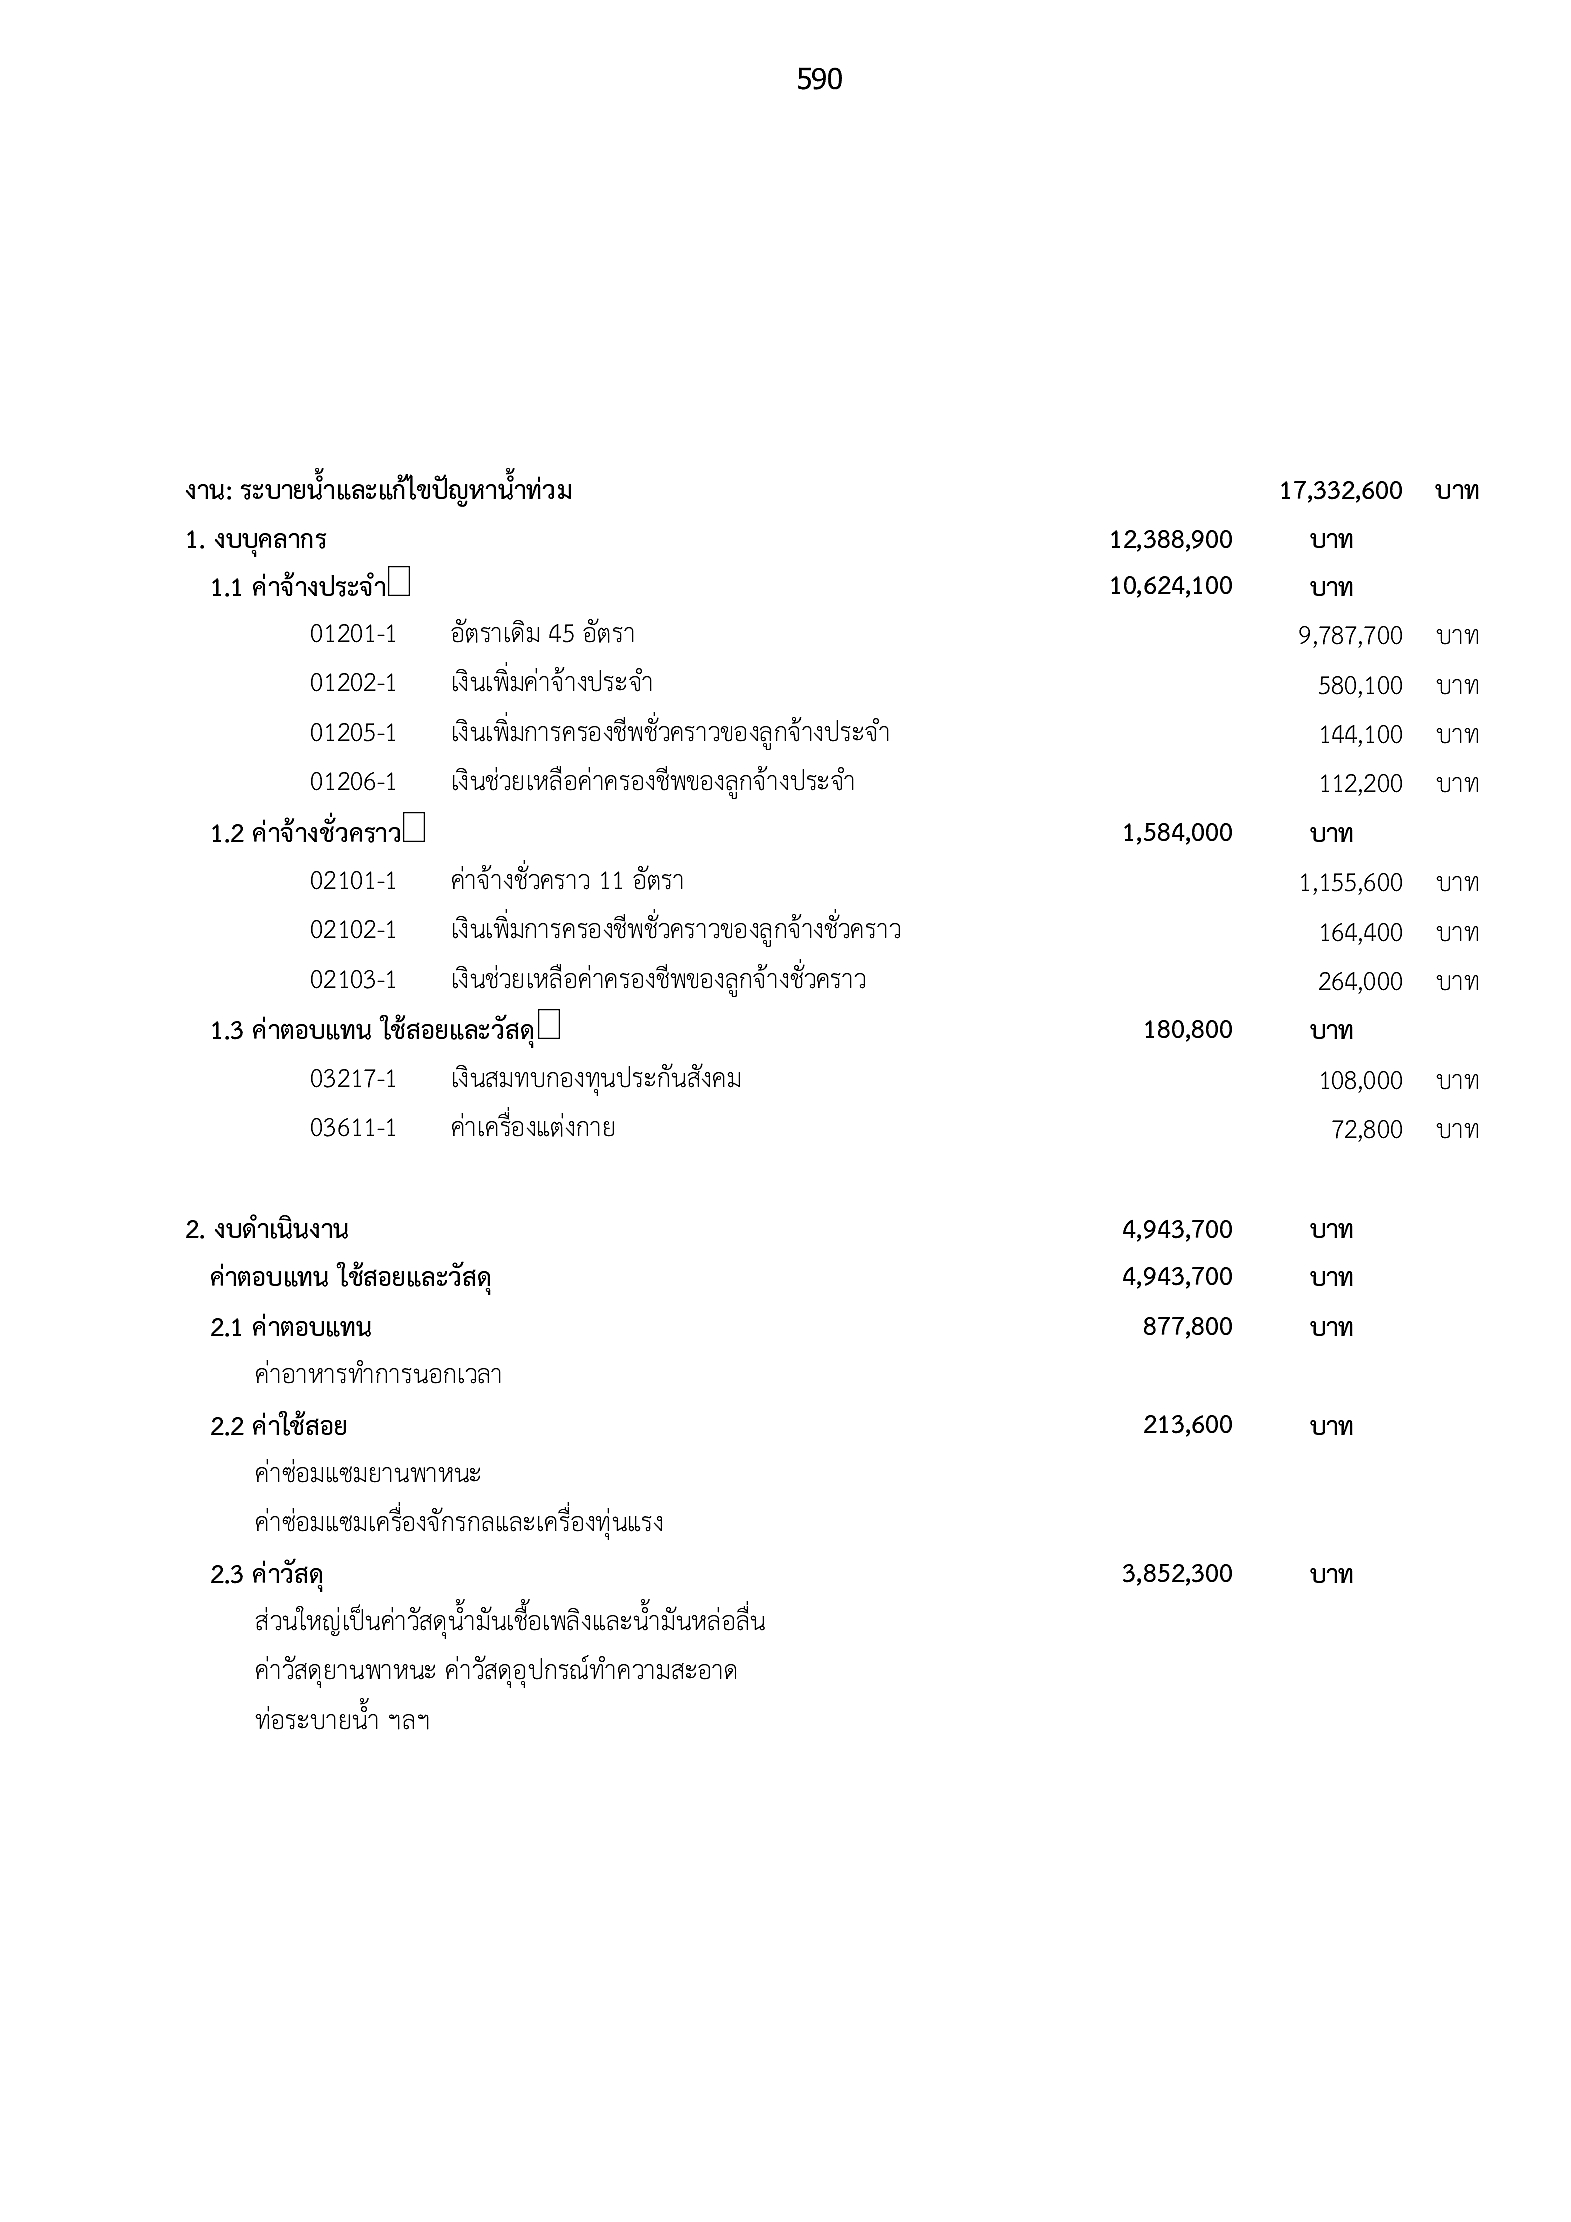 590
งาน: ระบายน้ำและแก้ไขปัญหาน้ำท่วม 17,332,600 บาท
1. งบบุคลากร 12,388,900 บาท
1.1 ค่าจ้างประจำ 10,624,100 บาท
01201-1 อัตราเดิม 45 อัตรา 9,787,700 บาท
01202-1 เงินเพิ่มค่าจ้างประจำ 580,100 บาท
01205-1 เงินเพิ่มการครองชีพชั่วคราวของลูกจ้างประจำ 144,100 บาท
01206-1 เงินช่วยเหลือค่าครองชีพของลูกจ้างประจำ 112,200 บาท
1.2 ค่าจ้างชั่วคราว 1,584,000 บาท
02101-1 ค่าจ้างชั่วคราว 11 อัตรา 1,155,600 บาท
02102-1 เงินเพิ่มการครองชีพชั่วคราวของลูกจ้างชั่วคราว 164,400 บาท
02103-1 เงินช่วยเหลือค่าครองชีพของลูกจ้างชั่วคราว 264,000 บาท
1.3 ค่าตอบแทน ใช้สอยและวัสดุ 180,800 บาท
03217-1 เงินสมทบกองทุนประกันสังคม 108,000 บาท
03611-1 ค่าเครื่องแต่งกาย 72,800 บาท
2. งบดำเนินงาน 4,943,700 บาท
ค่าตอบแทน ใช้สอยและวัสดุ 4,943,700 บาท
2.1 ค่าตอบแทน 877,800 บาท
ค่าอาหารทำการนอกเวลา
2.2 ค่าใช้สอย 213,600 บาท
ค่าซ่อมแซมยานพาหนะ
ค่าซ่อมแซมเครื่องจักรกลและเครื่องทุ่นแรง
2.3 ค่าวัสดุ 3,852,300 บาท
ส่วนใหญ่เป็นค่าวัสดุน้ำมันเชื้อเพลิงและน้ำมันหล่อลื่น
ค่าวัสดุยานพาหนะ ค่าวัสดุอุปกรณ์ทำความสะอาด
ท่อระบายน้ำ ฯลฯ